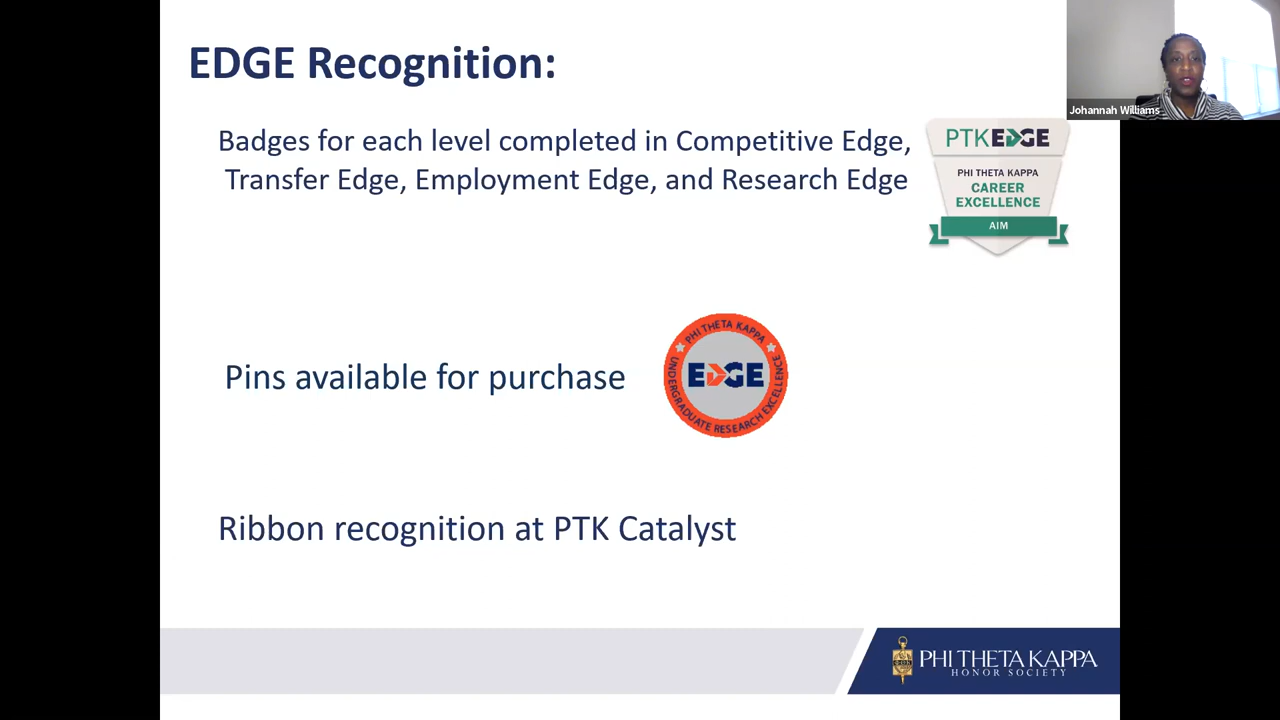 EDGE Recognition:
Johannah Williams
Badges for each level completed in Competitive Edge,
Transfer Edge, Employment Edge, and Research Edge
PTKEDGE
PHI THETA KAPPA
CAREER
EXCELLENCE
AIM
Pins available for purchase
PHI THETA KAPPA
EDGE
UNDERGRADUATE RESEARCH EXCELLENCE
Ribbon recognition at PTK Catalyst
PHI THETA KAPPA
HONOR SOCIETY